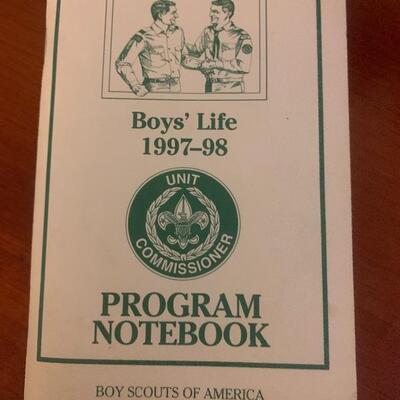 Boys' Life
1997–98
UNIT
COMMISSIONER
PROGRAM
NOTEBOOK
BOY SCOUTS OF AMERICA